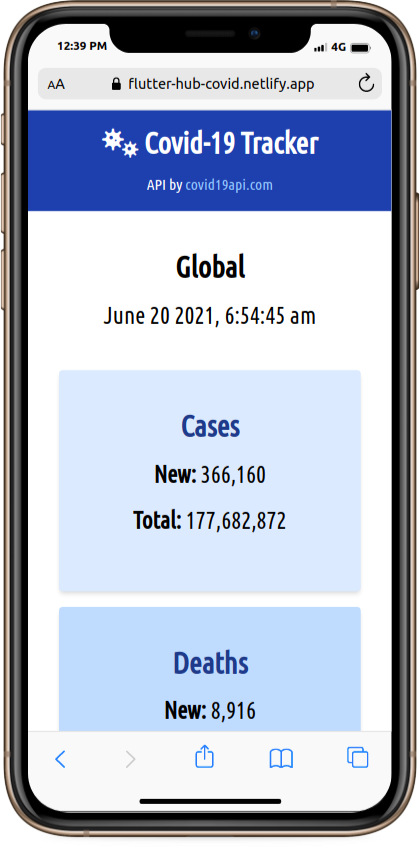 12:39 PM 4G
AA flutter-hub-covid.netlify.app
Covid-19 Tracker
API by covid19api.com
Global
June 20 2021, 6:54:45 am
Cases
New: 366,160
Total: 177,682,872
Deaths
New: 8,916